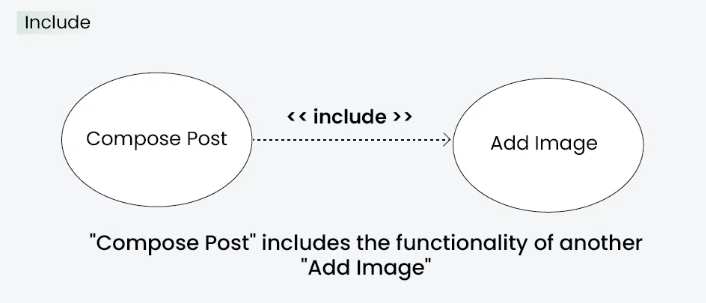 Include
Compose Post
<< include >>
Add Image
"Compose Post" includes the functionality of another
"Add Image"